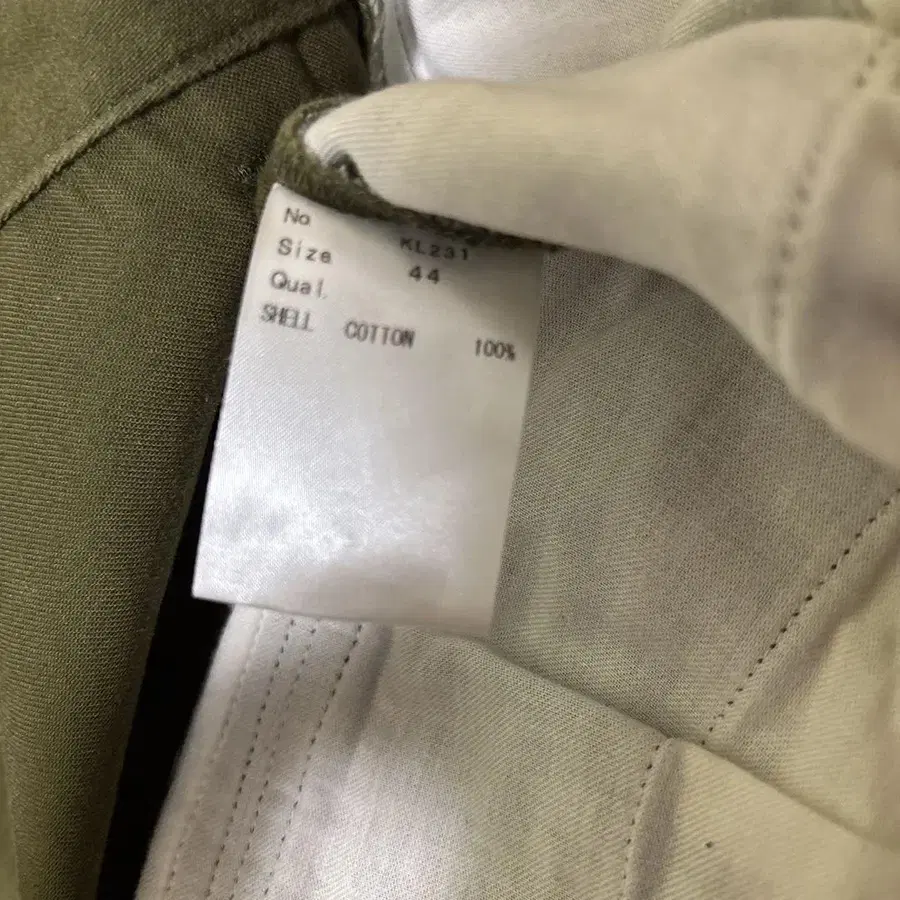 No. KL231
Size 44
Qual.
SHELL COTTON 100%